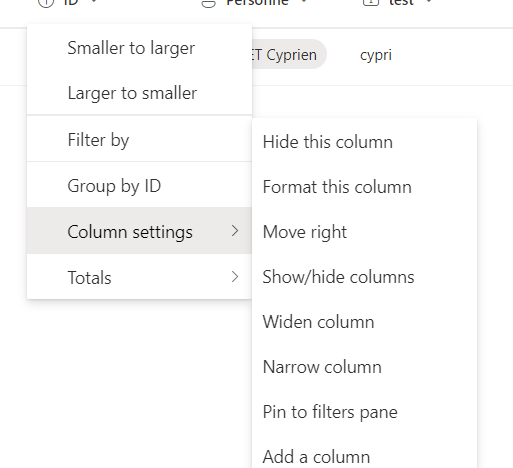 ID
Personne
test
Smaller to larger
ET Cyprien
cypri
Larger to smaller
Filter by
Group by ID
Column settings
Totals
Hide this column
Format this column
Move right
Show/hide columns
Widen column
Narrow column
Pin to filters pane
Add a column